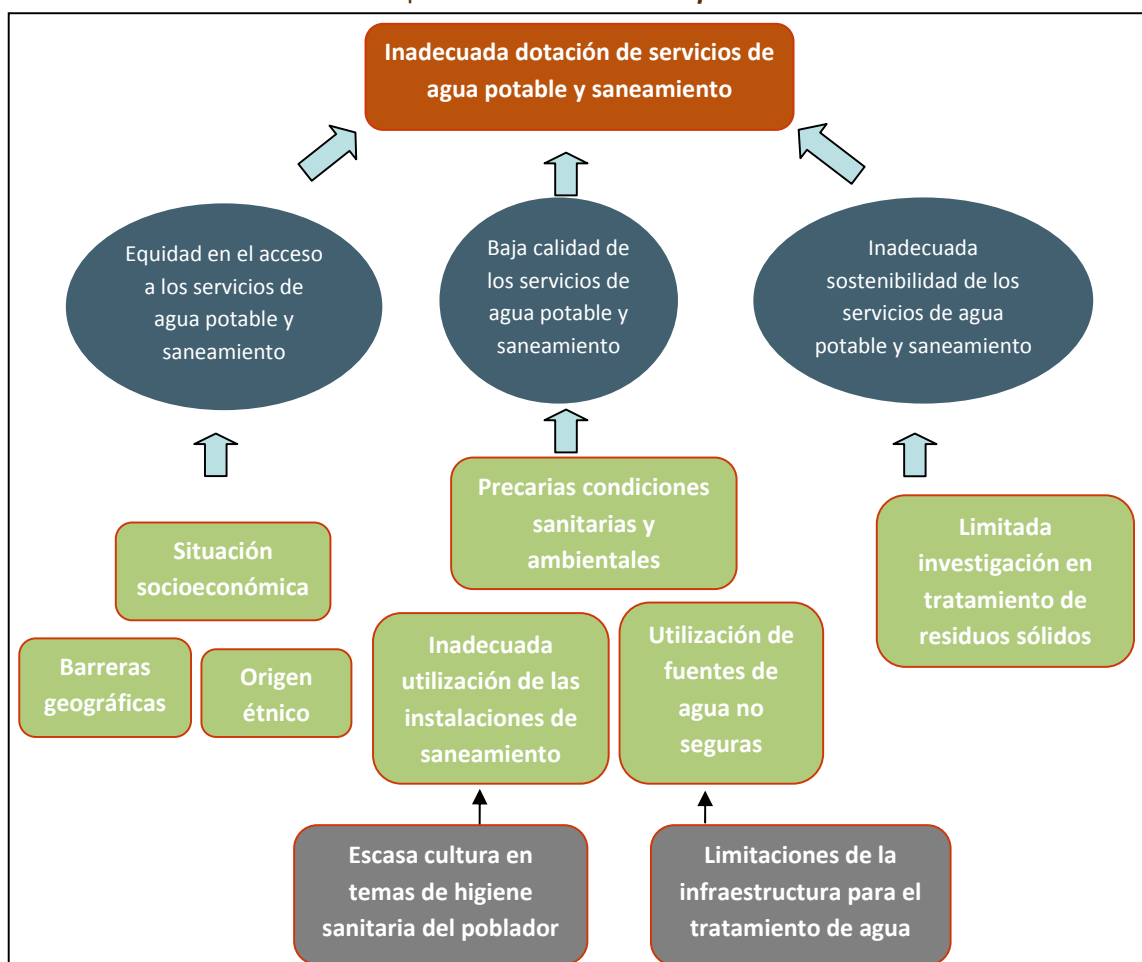 Inadecuada dotación de servicios de
agua potable y saneamiento
Equidad en el acceso
a los servicios de
agua potable y
saneamiento
Baja calidad de
los servicios de
agua potable y
saneamiento
Inadecuada
sostenibilidad de los
servicios de agua
potable y saneamiento
Situación
socioeconómica
Barreras
geográficas
Origen
étnico
Precarias condiciones
sanitarias y
ambientales
Inadecuada
utilización de las
instalaciones de
saneamiento
Utilización de
fuentes de
agua no
seguras
Limitada
investigación en
tratamiento de
residuos sólidos
Escasa cultura en
temas de higiene
sanitaria del poblador
Limitaciones de la
infraestructura para el
tratamiento de agua